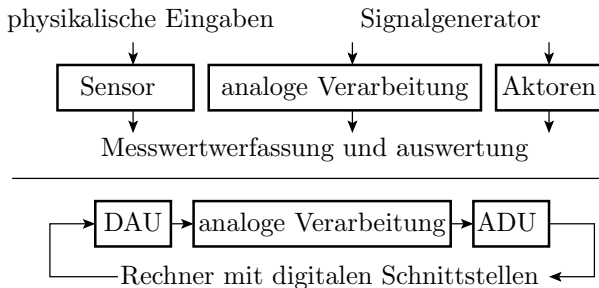 physikalische Eingaben Signalgenerator
Sensor analoge Verarbeitung Aktoren
Messwertwerfassung und auswertung
DAU analoge Verarbeitung ADU
Rechner mit digitalen Schnittstellen